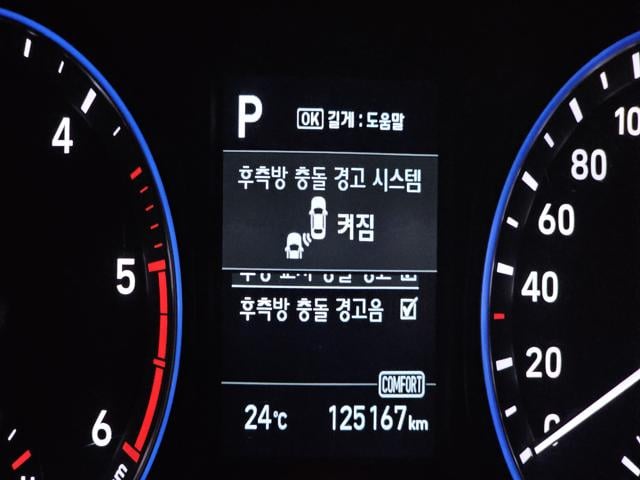 P
OK 길게 : 도움말
후측방 충돌 경고 시스템
켜짐
후측방 충돌 경고음
COMFORT
24℃ 125167km
4
5
6
80
60
40
20
0